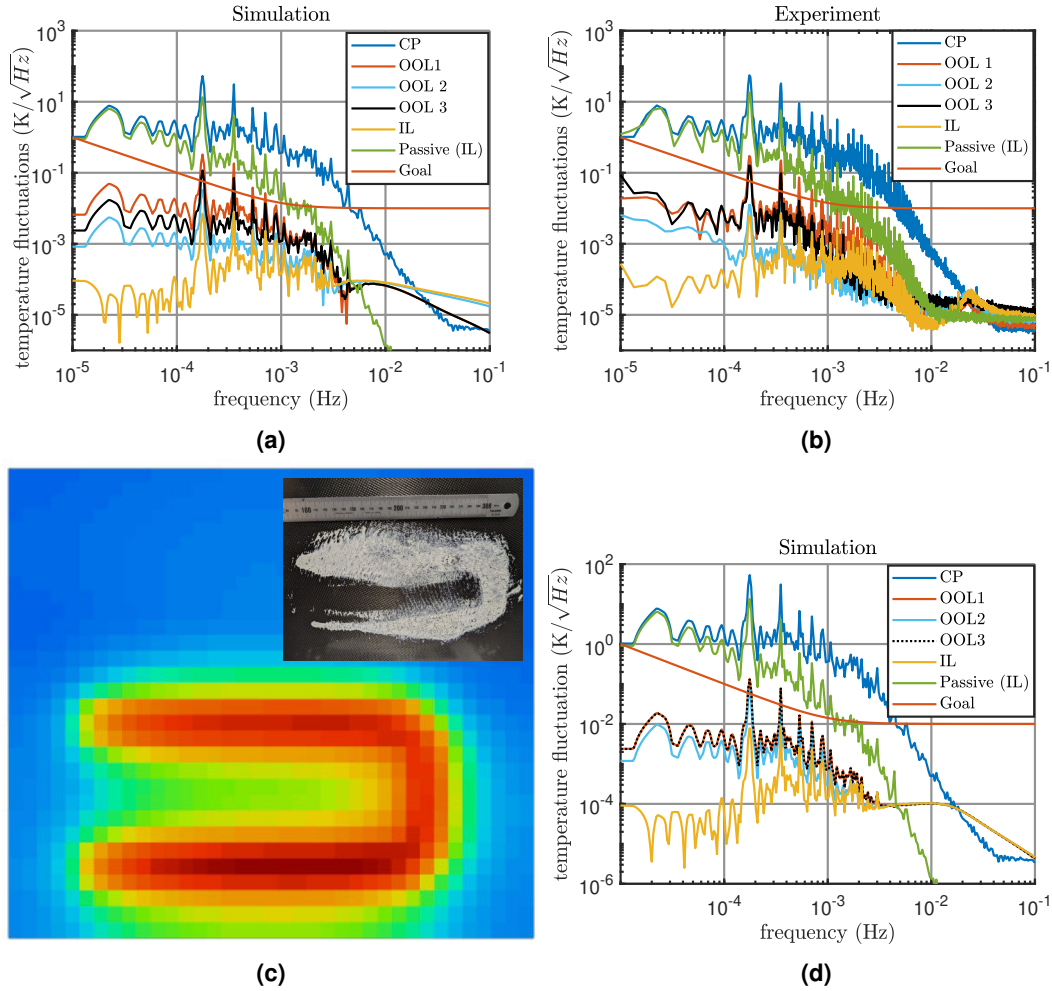 Simulation
temperature fluctuations (K/√Hz)
10^3
10^1
10^-1
10^-3
10^-5
CP
OOL1
OOL 2
OOL 3
IL
Passive (IL)
Goal
10^-5
10^-4
10^-3
10^-2
10^-1
frequency (Hz)
(a)
Experiment
temperature fluctuations (K/√Hz)
10^3
10^1
10^-1
10^-3
10^-5
CP
OOL 1
OOL 2
OOL 3
IL
Passive (IL)
Goal
10^-5
10^-4
10^-3
10^-2
10^-1
frequency (Hz)
(b)
(c)
Simulation
temperature fluctuation (K/√Hz)
10^2
10^0
10^-2
10^-4
10^-6
CP
OOL1
OOL2
OOL3
IL
Passive (IL)
Goal
10^-4
10^-3
10^-2
10^-1
frequency (Hz)
(d)